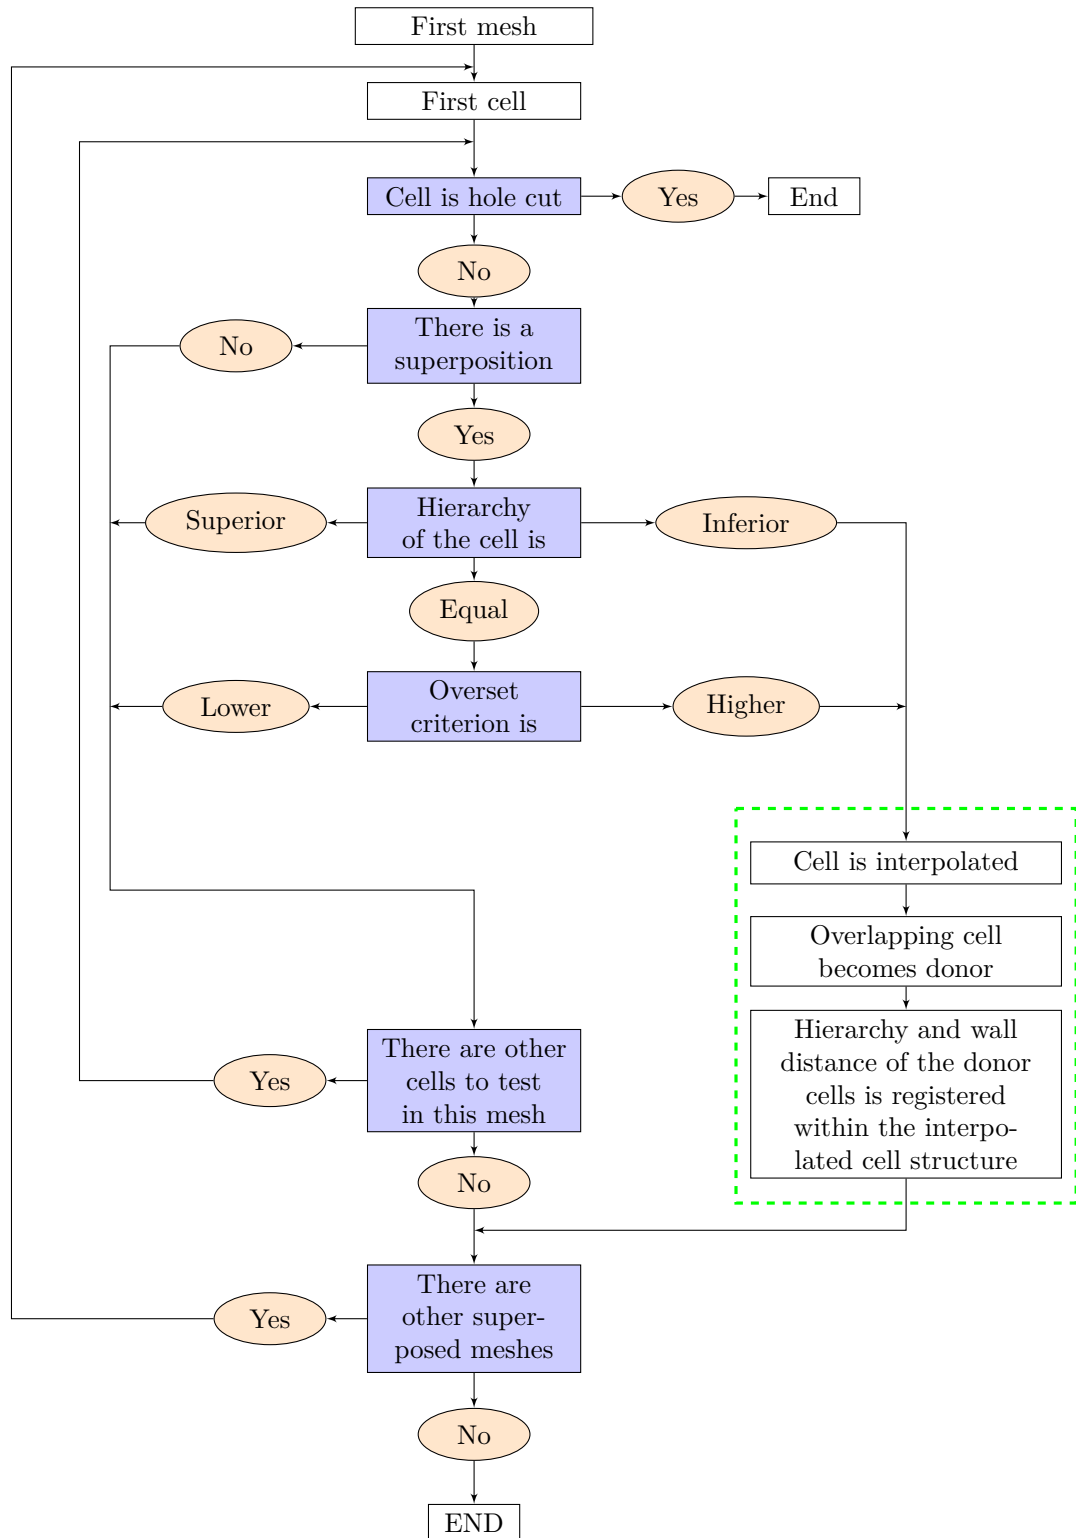 First mesh
First cell
Cell is hole cut
Yes
End
No
There is a
superposition
No
Yes
Hierarchy
of the cell is
Superior
Inferior
Equal
Overset
criterion is
Lower
Higher
Cell is interpolated
Overlapping cell
becomes donor
Hierarchy and wall
distance of the donor
cells is registered
within the interpo-
lated cell structure
There are other
cells to test
in this mesh
Yes
No
There are
other super-
posed meshes
Yes
No
END